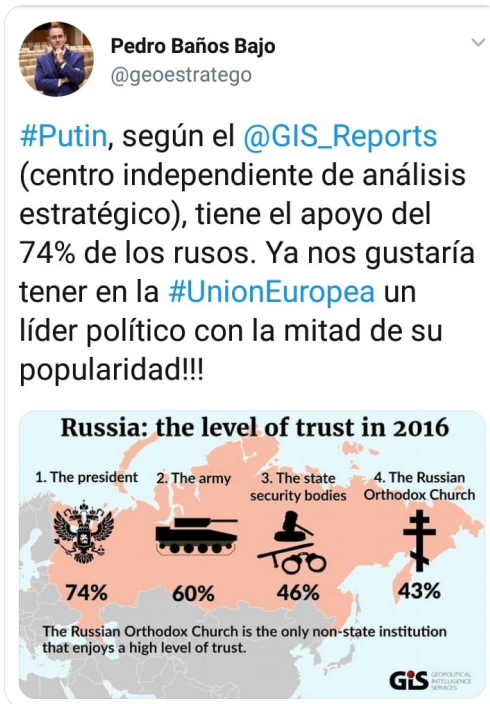 Pedro Baños Bajo
@geoestratego
#Putin, según el @GIS_Reports
(centro independiente de análisis
estratégico), tiene el apoyo del
74% de los rusos. Ya nos gustaría
tener en la #UnionEuropea un
líder político con la mitad de su
popularidad!!!
Russia: the level of trust in 2016
1. The president 2. The army 3. The state security bodies 4. The Russian Orthodox Church
74% 60% 46% 43%
The Russian Orthodox Church is the only non-state institution
that enjoys a high level of trust.
GIS GEOPOLITICAL
INTELLIGENCE
SERVICES